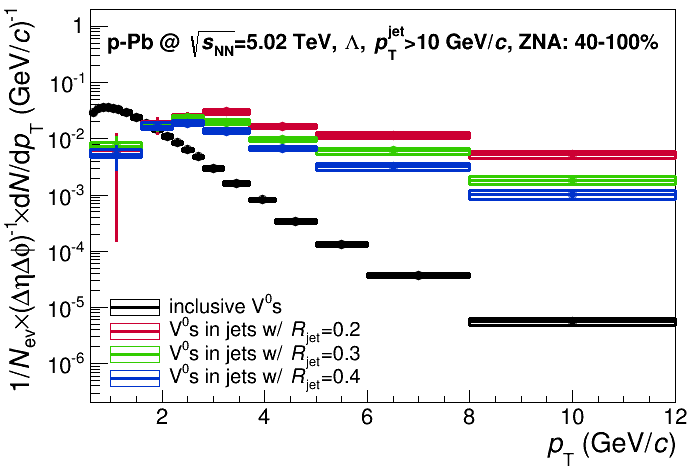 p-Pb @ √sNN=5.02 TeV, Λ, pTjet>10 GeV/c, ZNA: 40-100%
1/Nev×(ΔηΔϕ)-1×dN/dpT (GeV/c)-1
1
10-1
10-2
10-3
10-4
10-5
10-6
inclusive V0s
V0s in jets w/ Rjet=0.2
V0s in jets w/ Rjet=0.3
V0s in jets w/ Rjet=0.4
2 4 6 8 10 12
pT (GeV/c)